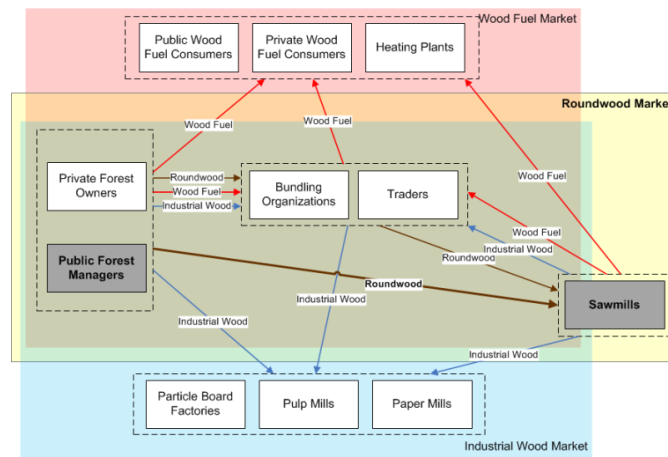 Wood Fuel Market
Public Wood
Fuel Consumers
Private Wood
Fuel Consumers
Heating Plants
Roundwood Marke
Wood Fuel
Wood Fuel
Wood Fuel
Private Forest
Owners
Roundwood
Wood Fuel
Industrial Wood
Bundling
Organizations
Traders
Public Forest
Managers
Wood Fuel
Industrial Wood
Roundwood
Roundwood
Industrial Wood
Sawmills
Industrial Wood
Industrial Wood
Particle Board
Factories
Pulp Mills
Paper Mills
Industrial Wood Market